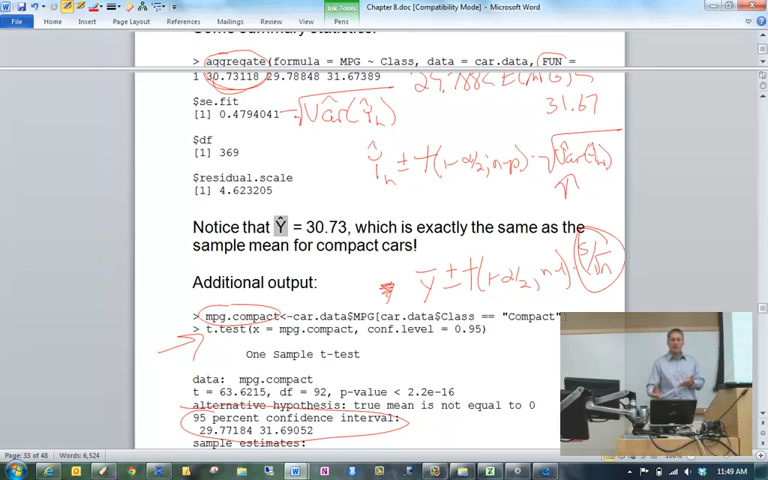 Chapter 8.doc [Compatibility Mode] - Microsoft Word
Ink Tools
File Home Insert Page Layout References Mailings Review View Pens
> aggregate(formula = MPG ~ Class, data = car.data, FUN =
1 30.73118 29.78848 31.67389
31.67
$se.fit
[1] 0.4794041
$df
[1] 369
$residual.scale
[1] 4.623205
Notice that Ŷ = 30.73, which is exactly the same as the
sample mean for compact cars!
Additional output:
> mpg.compact<-car.data$MPG[car.data$Class == "Compact"]
> t.test(x = mpg.compact, conf.level = 0.95)
One Sample t-test
data: mpg.compact
t = 63.6215, df = 92, p-value < 2.2e-16
alternative hypothesis: true mean is not equal to 0
95 percent confidence interval:
29.77184 31.69052
sample estimates:
Page: 33 of 48 Words: 6,524
11:49 AM